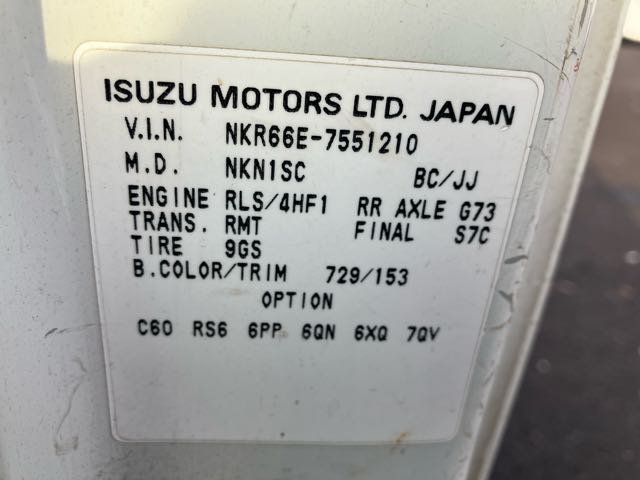 ISUZU MOTORS LTD. JAPAN
V.I.N. NKR66E-7551210
M.D. NKN1SC BC/JJ
ENGINE RLS/4HF1 RR AXLE G73
TRANS. RMT FINAL S7C
TIRE 9GS
B.COLOR/TRIM 729/153
OPTION
C60 RS6 6PP 6QN 6XQ 7QV